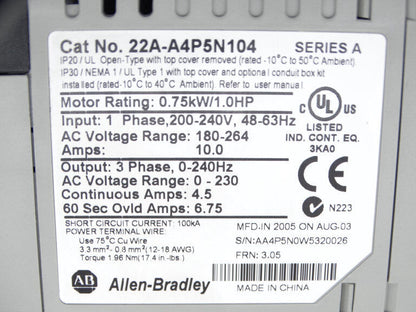 Cat No. 22A-A4P5N104 SERIES A
IP20 / UL Open-Type with top cover removed (rated -10°C to 50°C Ambient)
IP30 / NEMA 1 / UL Type 1 with top cover and optional conduit box kit
installed (rated -10°C to 40°C Ambient) Refer to user manual
Motor Rating: 0.75kW/1.0HP
Input: 1 Phase,200-240V, 48-63Hz
AC Voltage Range: 180-264
Amps: 10.0
Output: 3 Phase, 0-240Hz
AC Voltage Range: 0 - 230
Continuous Amps: 4.5
60 Sec Ovld Amps: 6.75
C UL US
LISTED
IND. CONT. EQ.
3KA0
CE
C N223
SHORT CIRCUIT CURRENT: 100kA
POWER TERMINAL WIRE:
Use 75°C Cu Wire
3.3 mm²- 0.8 mm²(12-18 AWG)
Torque 1.96 Nm(17.4 in.-lbs.)
MFD-IN 2005 ON AUG-03
S/N:AA4P5N0W5320026
FRN: 3.05
AB Allen-Bradley MADE IN CHINA